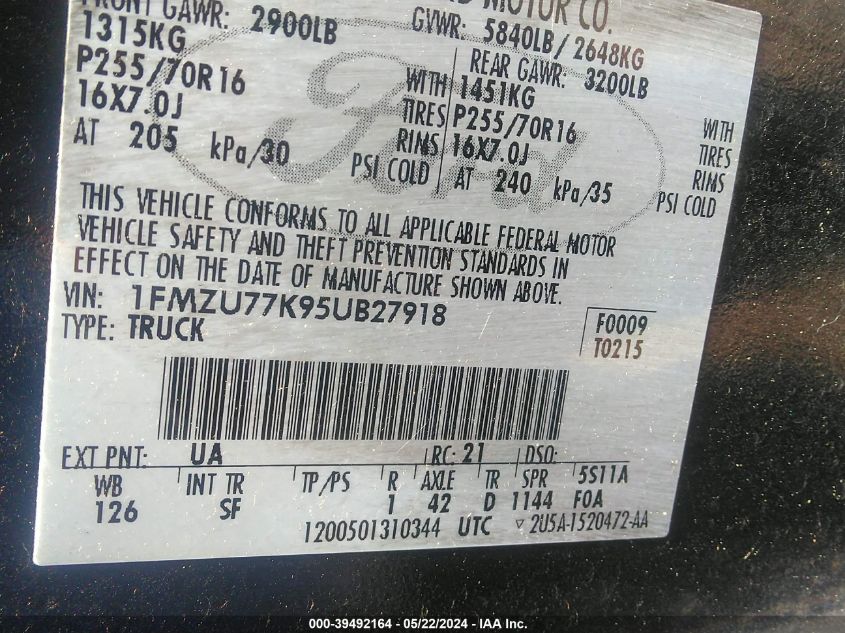 FRONT GAWR: 2900LB GVWR: 5840LB/2648KG
1315KG WITH REAR GAWR: 3200LB
P255/70R16 TIRES 1451KG WITH
16X7.0J RIMS P255/70R16 TIRES
AT 205 kPa/30 PSI COLD 16X7.0J RIMS
AT 240 kPa/35 PSI COLD
MOTOR CO.
Ford
THIS VEHICLE CONFORMS TO ALL APPLICABLE FEDERAL MOTOR
VEHICLE SAFETY AND THEFT PREVENTION STANDARDS IN
EFFECT ON THE DATE OF MANUFACTURE SHOWN ABOVE.
VIN: 1FMZU77K95UB27918
TYPE: TRUCK
F0009
T0215
EXT PNT: UA RC: 21 DSO:
WB INT TR TP/PS R AXLE TR SPR 5S11A
126 SF 1 42 D 1144 FOA
1200501310344 UTC ▽ 2U5A-1520472-AA
000-39492164 - 05/22/2024 - IAA Inc.